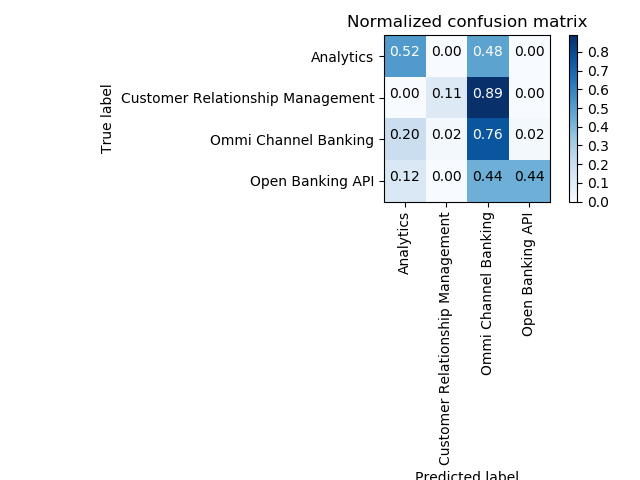 Normalized confusion matrix
True label
Analytics 0.52 0.00 0.48 0.00
Customer Relationship Management 0.00 0.11 0.89 0.00
Ommi Channel Banking 0.20 0.02 0.76 0.02
Open Banking API 0.12 0.00 0.44 0.44
Analytics
Customer Relationship Management
Ommi Channel Banking
Open Banking API
Predicted label
0.8
0.7
0.6
0.5
0.4
0.3
0.2
0.1
0.0